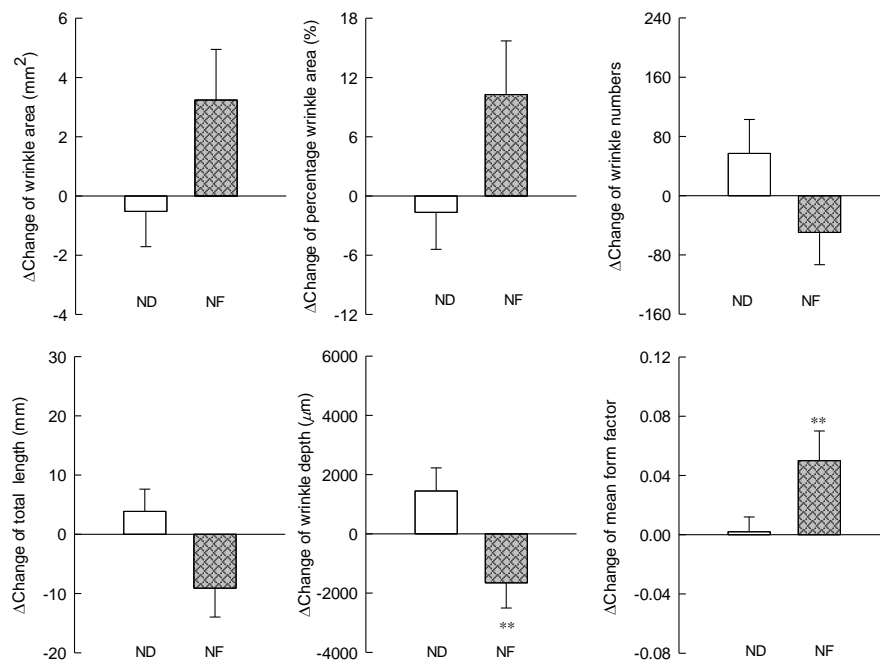 ΔChange of wrinkle area (mm2)
6
4
2
0
-2
-4
ND
NF
ΔChange of percentage wrinkle area (%)
18
12
6
0
-6
-12
ND
NF
ΔChange of wrinkle numbers
240
160
80
0
-80
-160
ND
NF
ΔChange of total length (mm)
30
20
10
0
-10
-20
ND
NF
ΔChange of wrinkle depth (μm)
6000
4000
2000
0
-2000
-4000
**
ND
NF
ΔChange of mean form factor
0.12
0.08
0.04
0.00
-0.04
-0.08
**
ND
NF